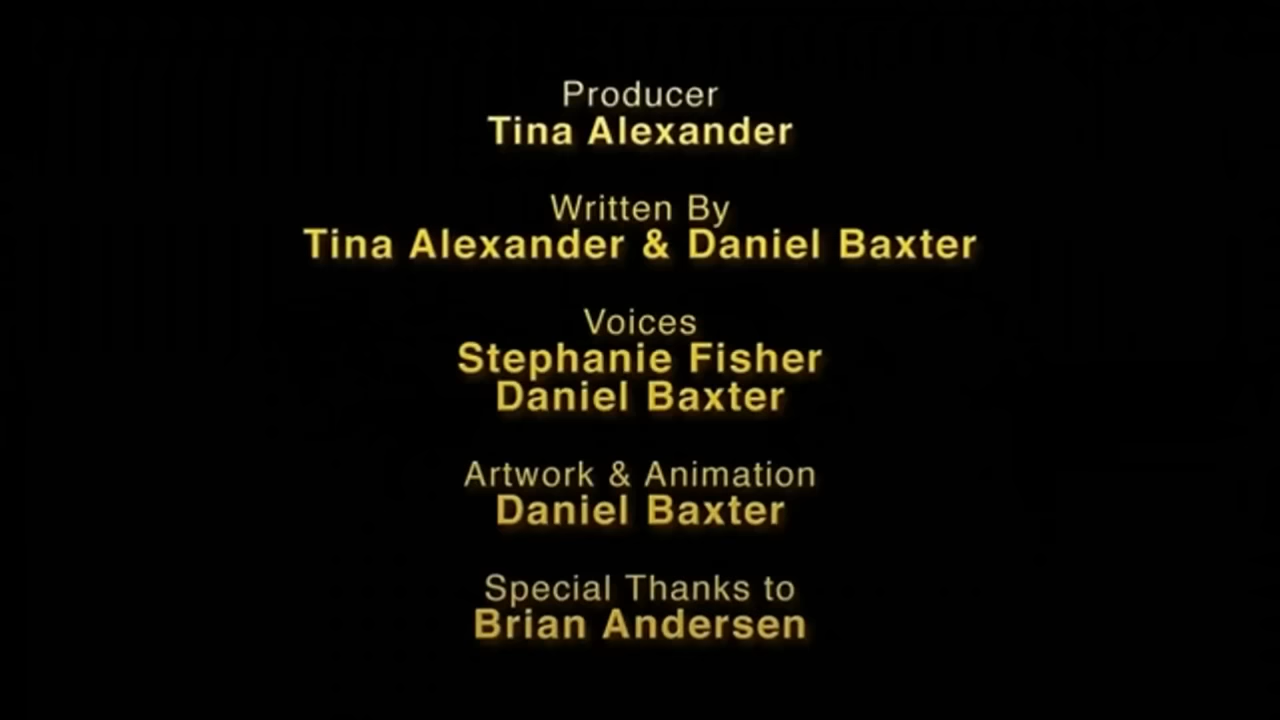 Producer
Tina Alexander
Written By
Tina Alexander & Daniel Baxter
Voices
Stephanie Fisher
Daniel Baxter
Artwork & Animation
Daniel Baxter
Special Thanks to
Brian Andersen